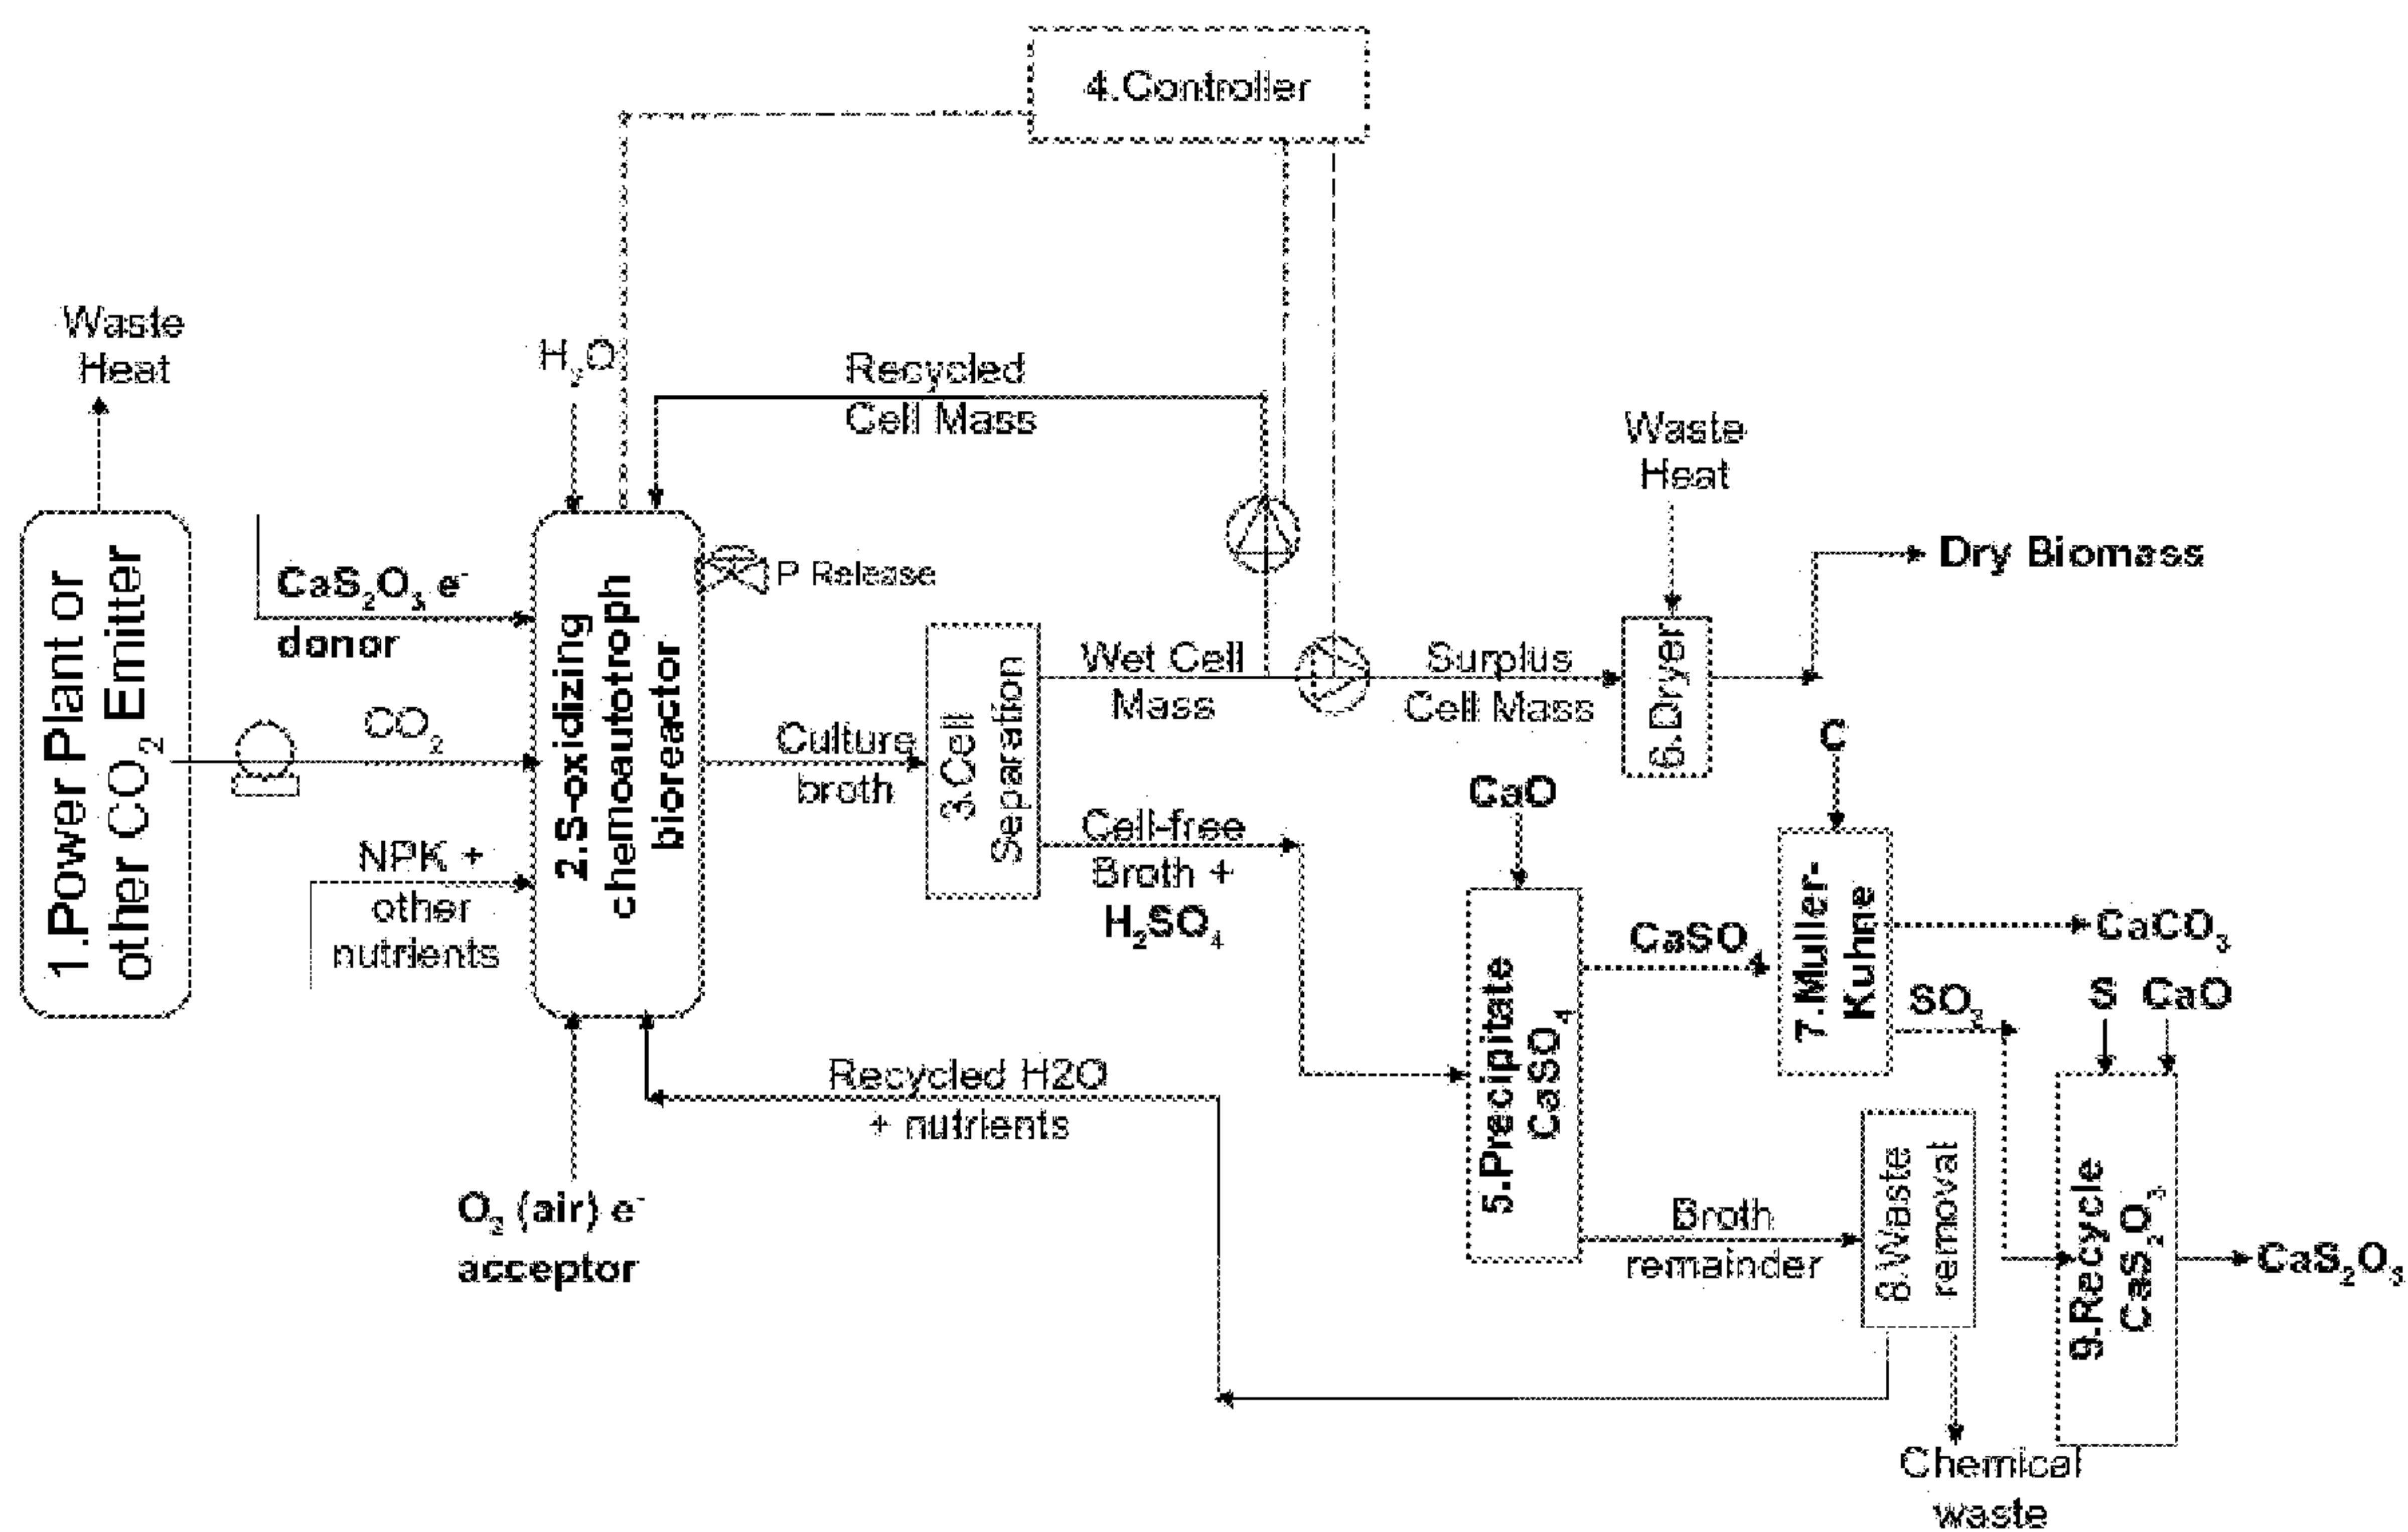 4.Controller
Waste
Heat
H₂O
Recycled
Cell Mass
Waste
Heat
1.Power Plant or
other CO₂ Emitter
CaS₂O₃ e⁻
donor
CO₂
NPK +
other
nutrients
2.S-oxidizing
chemoautotroph
bioreactor
P Release
Culture
broth
3.Cell
Separation
Wet Cell
Mass
Surplus
Cell Mass
6.Dryer
Dry Biomass
Cell-free
Broth +
H₂SO₄
CaO
C
5.Precipitate
CaSO₄
CaSO₄
7.Muller-
Kuhne
CaCO₃
SO₂
S CaO
Recycled H2O
+ nutrients
O₂ (air) e⁻
acceptor
Broth
remainder
8.Waste
removal
9.Recycle
CaS₂O₃
CaS₂O₃
Chemical
waste